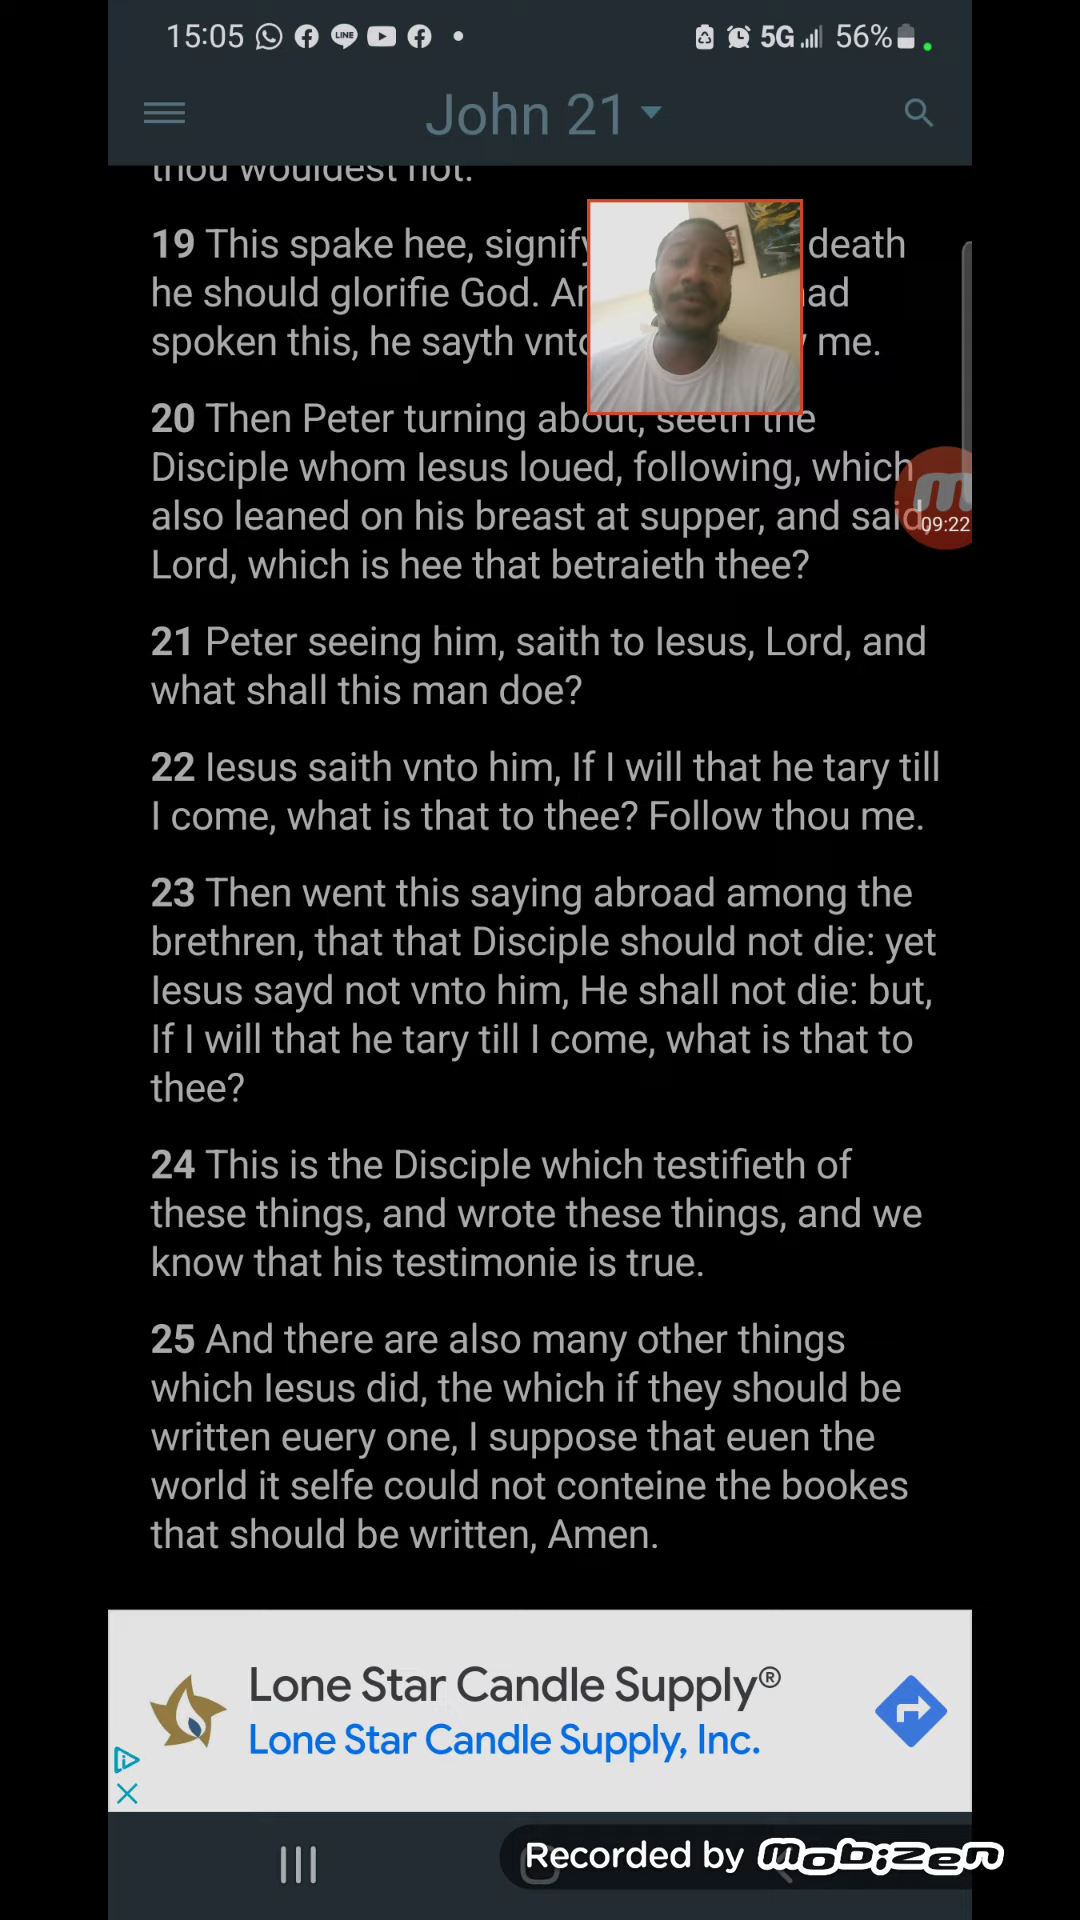 15:05 LINE 5G 56%
John 21
thou wouldest not.
19 This spake hee, signify death
he should glorifie God. An ad
spoken this, he sayth vnto me.
20 Then Peter turning about, seeth the
Disciple whom Iesus loued, following, which
also leaned on his breast at supper, and said,
Lord, which is hee that betraieth thee?
09:22
21 Peter seeing him, saith to Iesus, Lord, and
what shall this man doe?
22 Iesus saith vnto him, If I will that he tary till
I come, what is that to thee? Follow thou me.
23 Then went this saying abroad among the
brethren, that that Disciple should not die: yet
Iesus sayd not vnto him, He shall not die: but,
If I will that he tary till I come, what is that to
thee?
24 This is the Disciple which testifieth of
these things, and wrote these things, and we
know that his testimonie is true.
25 And there are also many other things
which Iesus did, the which if they should be
written euery one, I suppose that euen the
world it selfe could not conteine the bookes
that should be written, Amen.
Lone Star Candle Supply®
Lone Star Candle Supply, Inc.
Recorded by mobizen